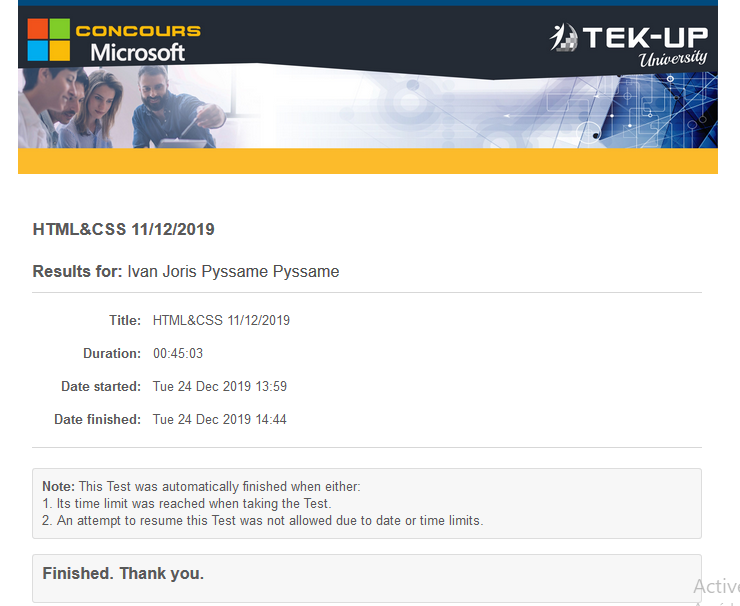 CONCOURS
Microsoft
TEK-UP
University
HTML&CSS 11/12/2019
Results for: Ivan Joris Pyssame Pyssame
Title: HTML&CSS 11/12/2019
Duration: 00:45:03
Date started: Tue 24 Dec 2019 13:59
Date finished: Tue 24 Dec 2019 14:44
Note: This Test was automatically finished when either:
1. Its time limit was reached when taking the Test.
2. An attempt to resume this Test was not allowed due to date or time limits.
Finished. Thank you.